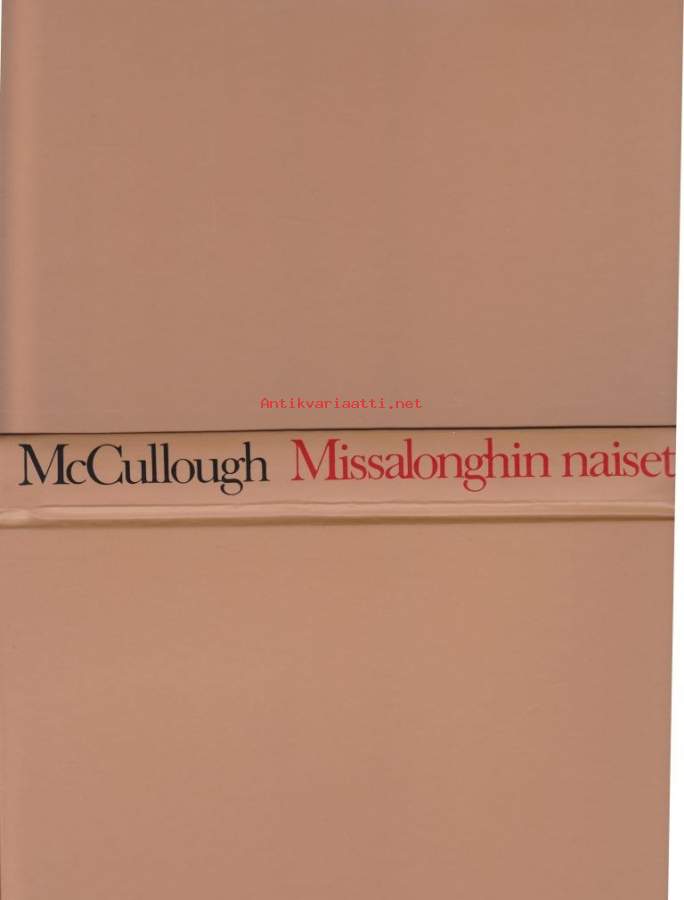 Antikvariaatti.net
McCullough Missalonghin naiset